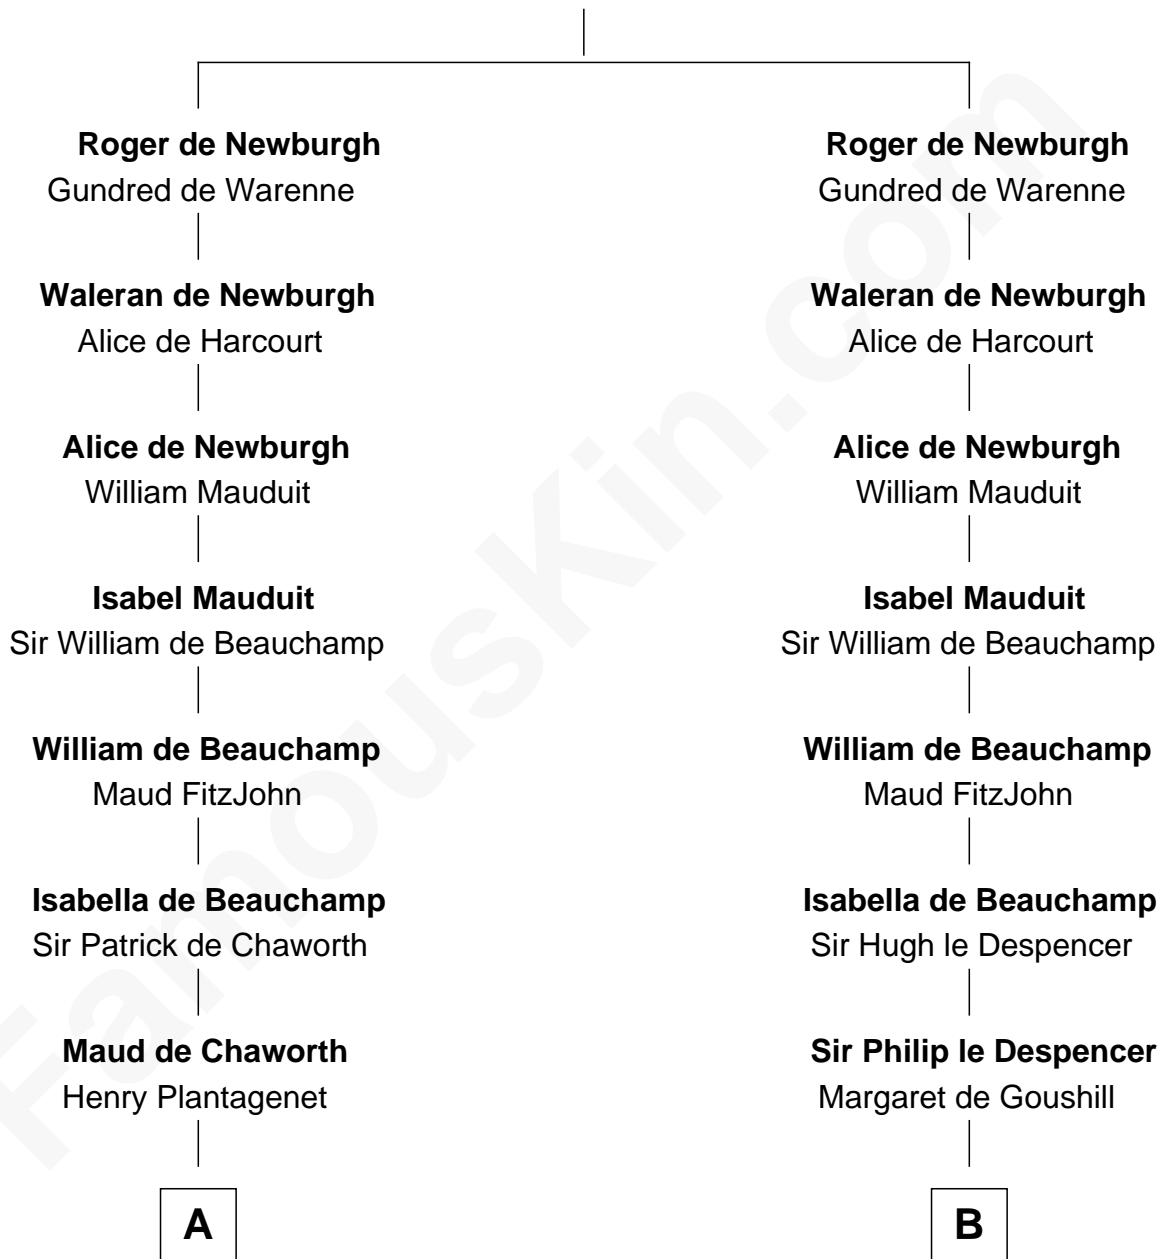 Roger de Newburgh
Gundred de Warenne
Waleran de Newburgh
Alice de Harcourt
Alice de Newburgh
William Mauduit
Isabel Mauduit
Sir William de Beauchamp
William de Beauchamp
Maud FitzJohn
Isabella de Beauchamp
Sir Patrick de Chaworth
Maud de Chaworth
Henry Plantagenet
A
Roger de Newburgh
Gundred de Warenne
Waleran de Newburgh
Alice de Harcourt
Alice de Newburgh
William Mauduit
Isabel Mauduit
Sir William de Beauchamp
William de Beauchamp
Maud FitzJohn
Isabella de Beauchamp
Sir Hugh le Despencer
Sir Philip le Despencer
Margaret de Goushill
B
FamousKin.com